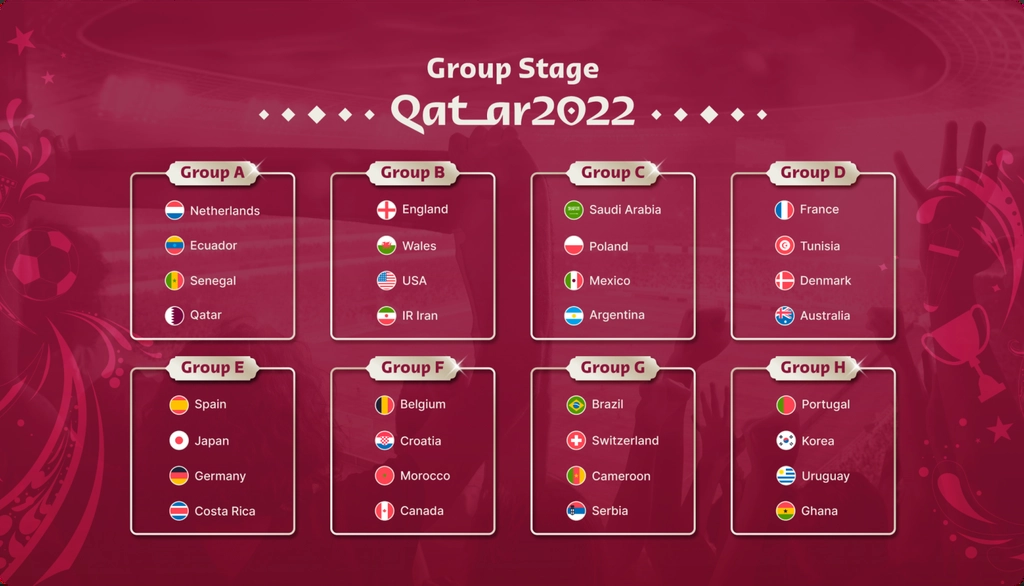 Group Stage
Qatar2022
Group A
Netherlands
Ecuador
Senegal
Qatar
Group B
England
Wales
USA
IR Iran
Group C
Saudi Arabia
Poland
Mexico
Argentina
Group D
France
Tunisia
Denmark
Australia
Group E
Spain
Japan
Germany
Costa Rica
Group F
Belgium
Croatia
Morocco
Canada
Group G
Brazil
Switzerland
Cameroon
Serbia
Group H
Portugal
Korea
Uruguay
Ghana